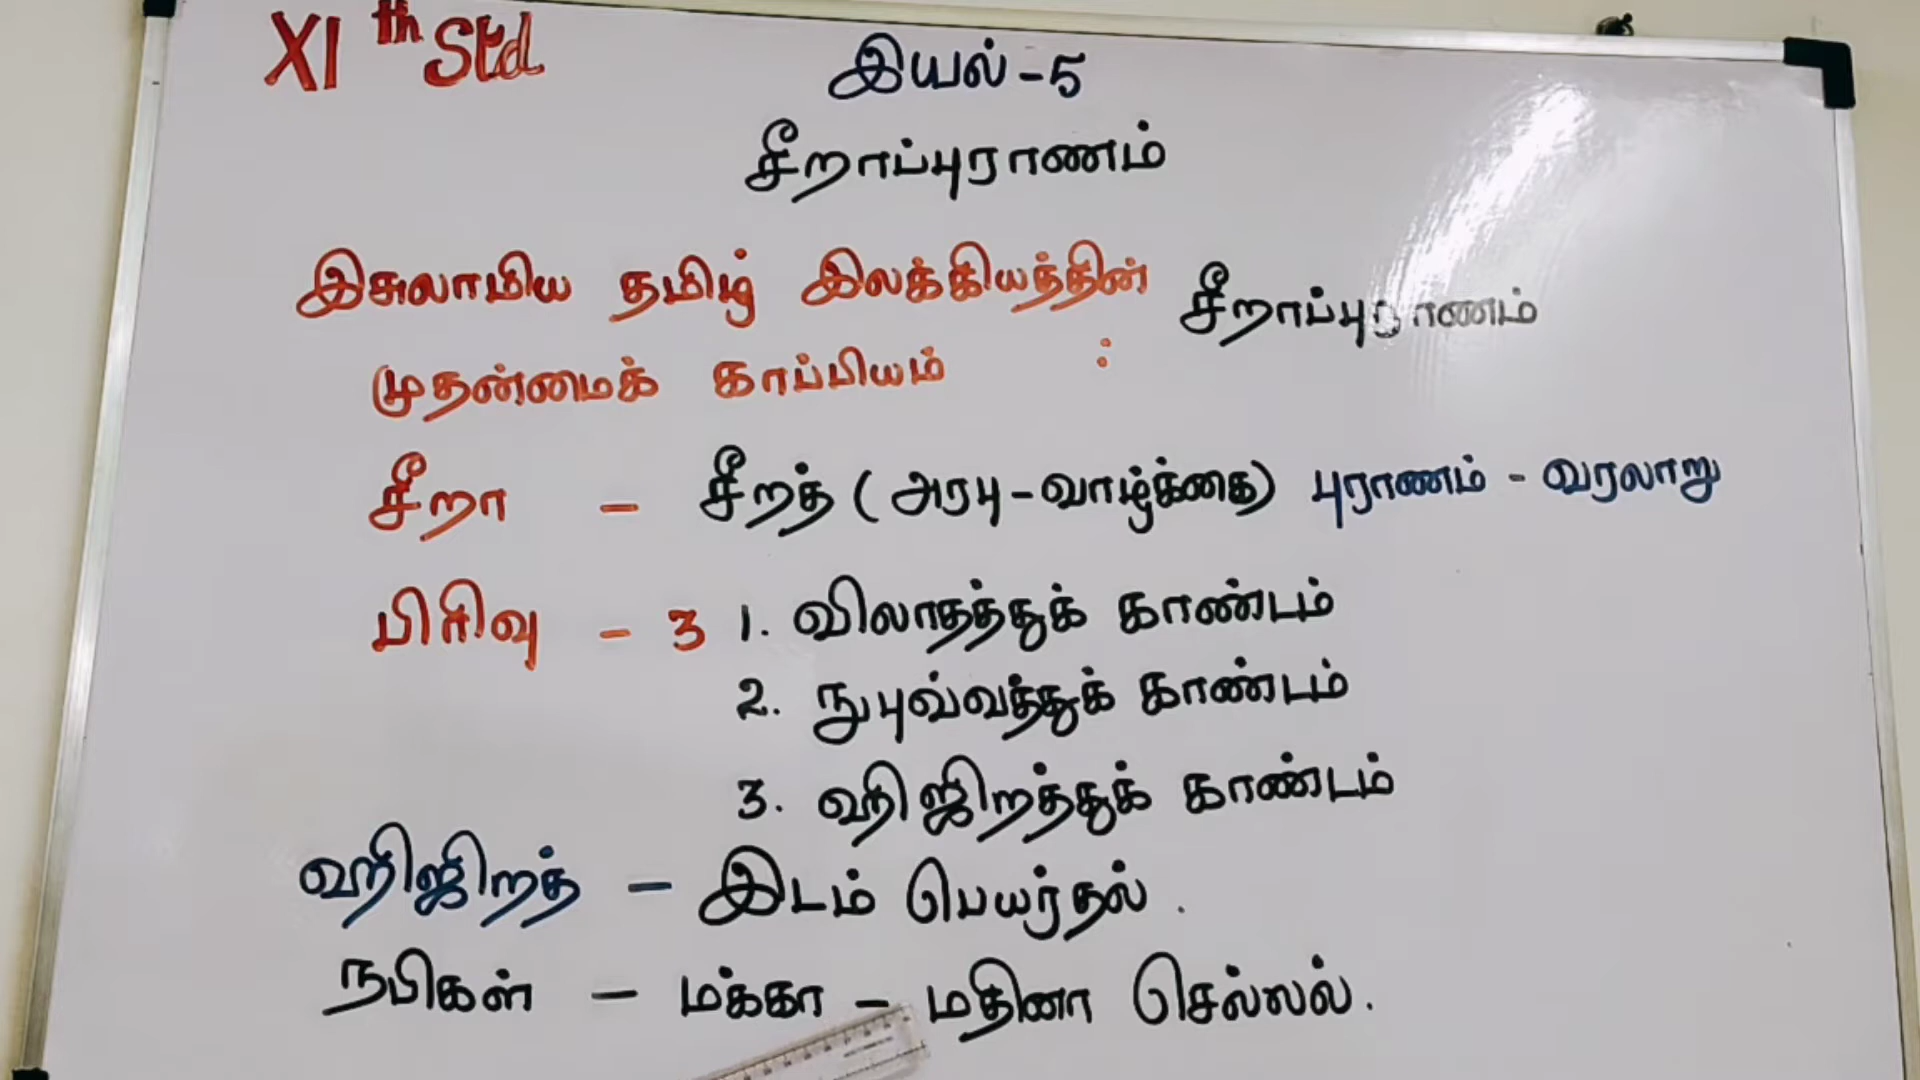 XI th Std
இயல் - 5
சீறாப்புராணம்
இசுலாமிய தமிழ் இலக்கியத்தின்
முதன்மைக் காப்பியம் : சீறாப்புராணம்
சீறா - சீறத் (அரபு - வாழ்க்கை) புராணம் - வரலாறு
பிரிவு - 3 1. விலாதத்துக் காண்டம்
2. நுபுவ்வத்துக் காண்டம்
3. ஹிஜிறத்துக் காண்டம்
ஹிஜிறத் - இடம் பெயர்தல்.
நபிகள் - மக்கா - மதினா செல்லல்.